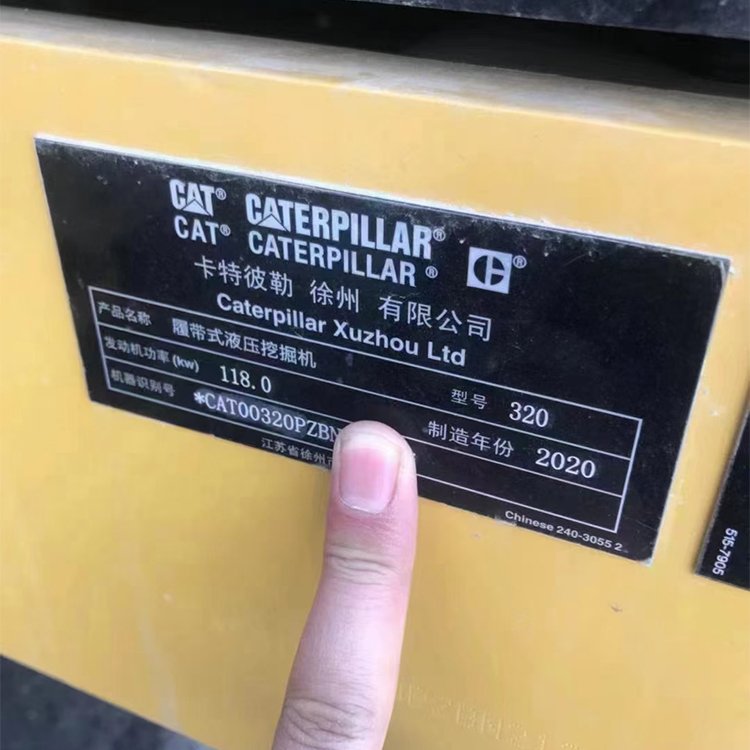 CAT® CATERPILLAR®
CAT® CATERPILLAR®
卡特彼勒 徐州 有限公司
Caterpillar Xuzhou Ltd
产品名称 履带式液压挖掘机 型号 320
发动机功率(kw) 118.0 制造年份 2020
机器识别号 *CAT00320PZBN
江苏省徐州市
Chinese 240-3055 2
515-7905